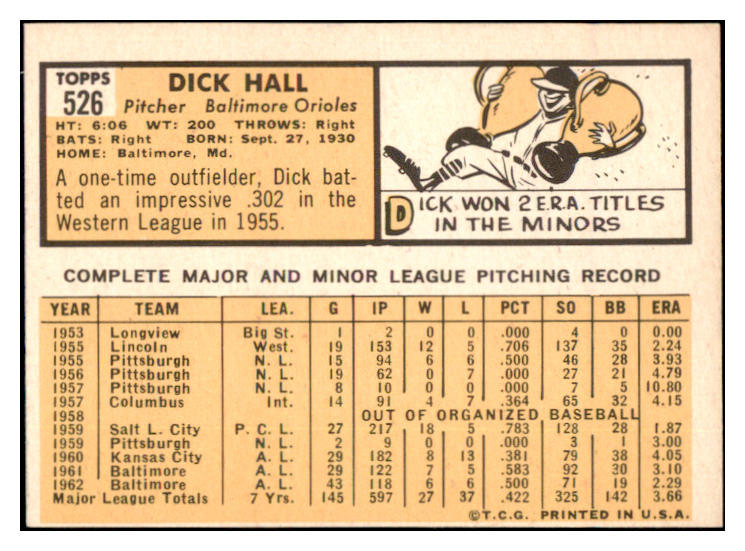 TOPPS
526
DICK HALL
Pitcher Baltimore Orioles
HT: 6:06 WT: 200 THROWS: Right
BATS: Right BORN: Sept. 27, 1930
HOME: Baltimore, Md.
A one-time outfielder, Dick bat-
ted an impressive .302 in the
Western League in 1955.
DICK WON 2 E.R.A. TITLES
IN THE MINORS
COMPLETE MAJOR AND MINOR LEAGUE PITCHING RECORD
YEAR TEAM LEA. G IP W L PCT SO BB ERA
1953 Longview Big St. 1 2 0 0 .000 4 0 0.00
1955 Lincoln West. 19 153 12 5 .706 137 35 2.24
1955 Pittsburgh N. L. 15 94 6 6 .500 46 28 3.93
1956 Pittsburgh N. L. 19 62 0 7 .000 27 21 4.79
1957 Pittsburgh N. L. 8 10 0 0 .000 7 5 10.80
1957 Columbus Int. 14 91 4 7 .364 65 32 4.15
1958 OUT OF ORGANIZED BASEBALL
1959 Salt L. City P. C. L. 27 217 18 5 .783 128 28 1.87
1959 Pittsburgh N. L. 2 9 0 0 .000 3 1 3.00
1960 Kansas City A. L. 29 182 8 13 .381 79 38 4.05
1961 Baltimore A. L. 29 122 7 5 .583 92 30 3.10
1962 Baltimore A. L. 43 118 6 6 .500 71 19 2.29
Major League Totals 7 Yrs. 145 597 27 37 .422 325 142 3.66
©T.C.G. PRINTED IN U.S.A.